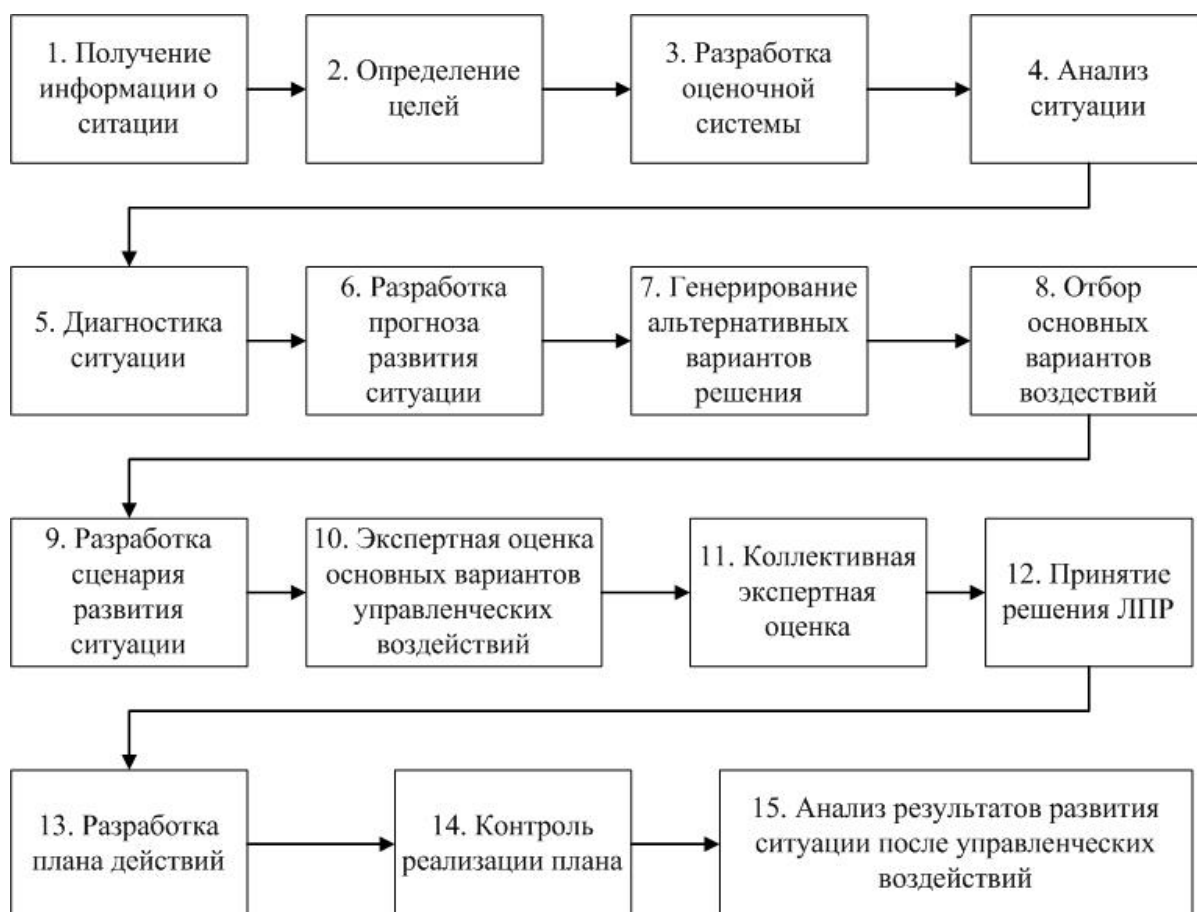 1. Получение
информации о
ситации
2. Определение
целей
3. Разработка
оценочной
системы
4. Анализ
ситуации
5. Диагностика
ситуации
6. Разработка
прогноза
развития
ситуации
7. Генерирование
альтернативных
вариантов
решения
8. Отбор
основных
вариантов
воздествий
9. Разработка
сценария
развития
ситуации
10. Экспертная оценка
основных вариантов
управленческих
воздействий
11. Коллективная
экспертная
оценка
12. Принятие
решения ЛПР
13. Разработка
плана действий
14. Контроль
реализации плана
15. Анализ результатов развития
ситуации после управленческих
воздействий